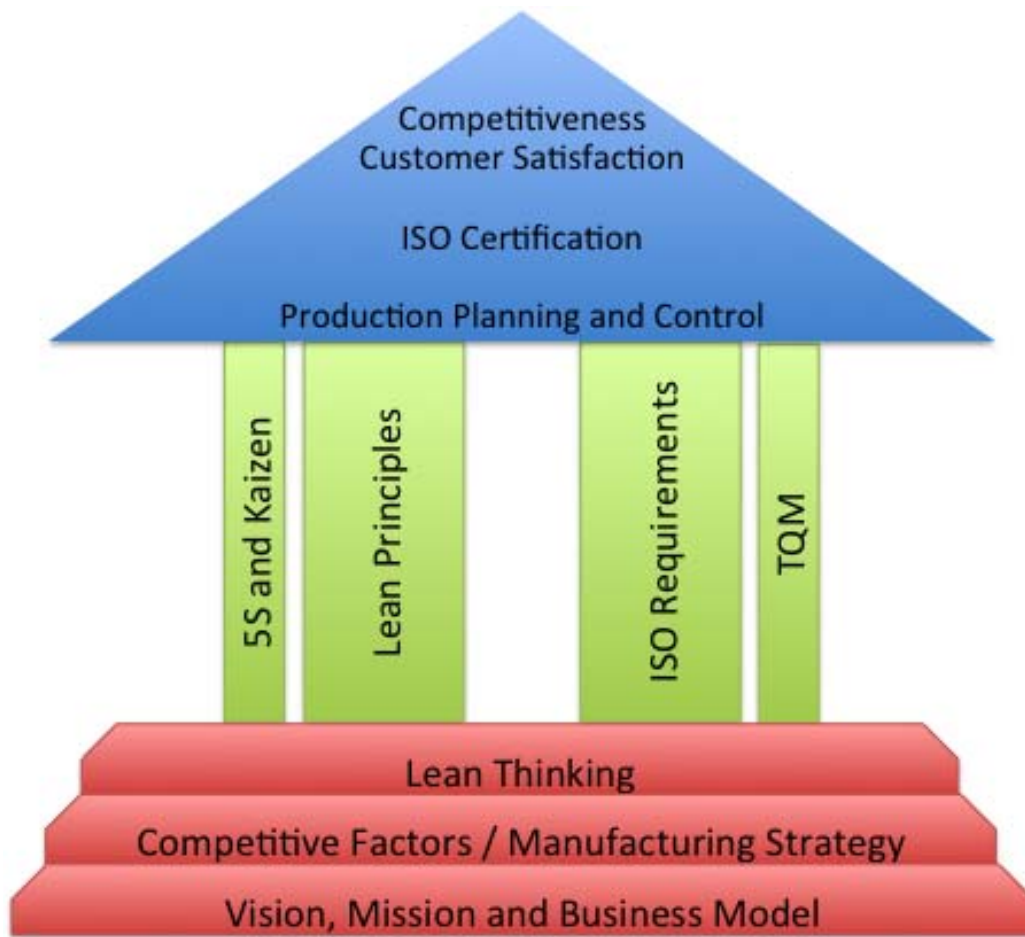 Competitiveness
Customer Satisfaction
ISO Certification
Production Planning and Control
5S and Kaizen
Lean Principles
ISO Requirements
TQM
Lean Thinking
Competitive Factors / Manufacturing Strategy
Vision, Mission and Business Model